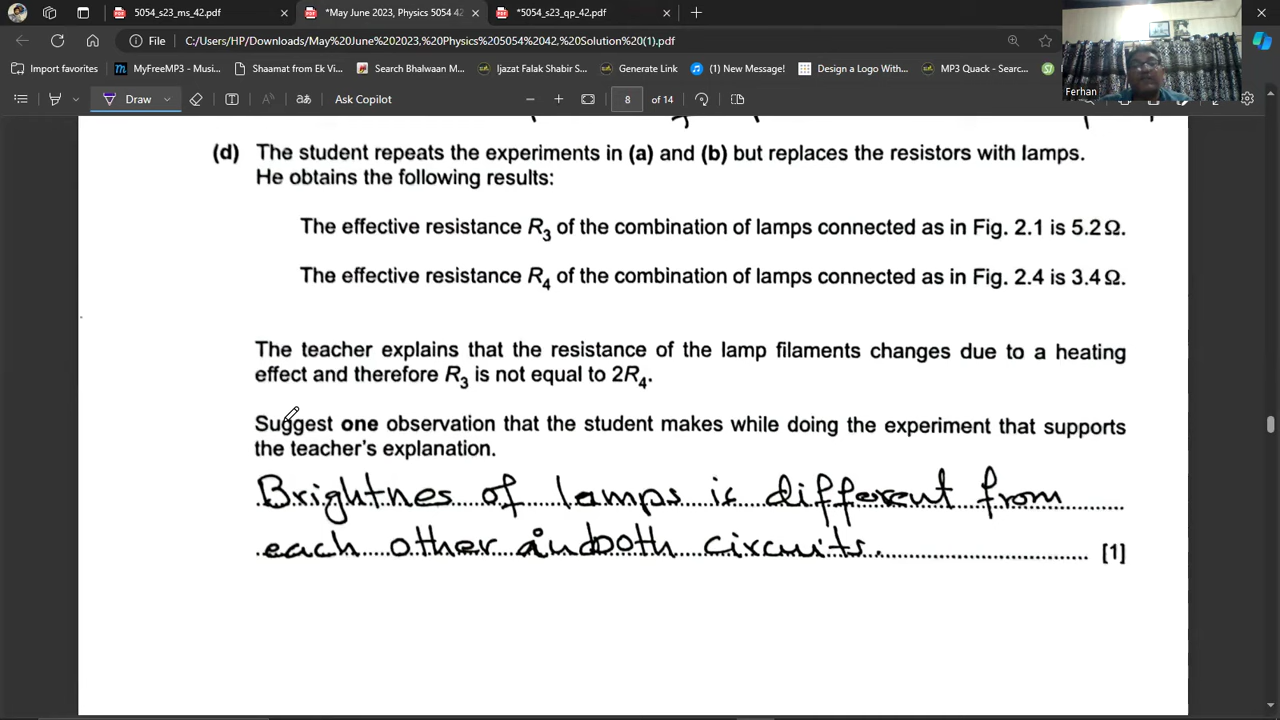 5054_s23_ms_42.pdf
*May June 2023, Physics 5054 42
*5054_s23_qp_42.pdf
File
C:/Users/HP/Downloads/May%20June%202023,%20Physics%205054%2042,%20Solution%20(1).pdf
Import favorites
MyFreeMP3 - Musi...
Shaamat from Ek Vi...
Search Bhalwaan M...
Ijazat Falak Shabir S...
Generate Link
(1) New Message!
Design a Logo With...
MP3 Quack - Searc...
Ferhan
Draw
aあ
Ask Copilot
8 of 14
(d) The student repeats the experiments in (a) and (b) but replaces the resistors with lamps.
He obtains the following results:
The effective resistance R3 of the combination of lamps connected as in Fig. 2.1 is 5.2Ω.
The effective resistance R4 of the combination of lamps connected as in Fig. 2.4 is 3.4Ω.
The teacher explains that the resistance of the lamp filaments changes due to a heating
effect and therefore R3 is not equal to 2R4.
Suggest one observation that the student makes while doing the experiment that supports
the teacher's explanation.
Brightnes of lamps is different from
each other in both circuits. [1]